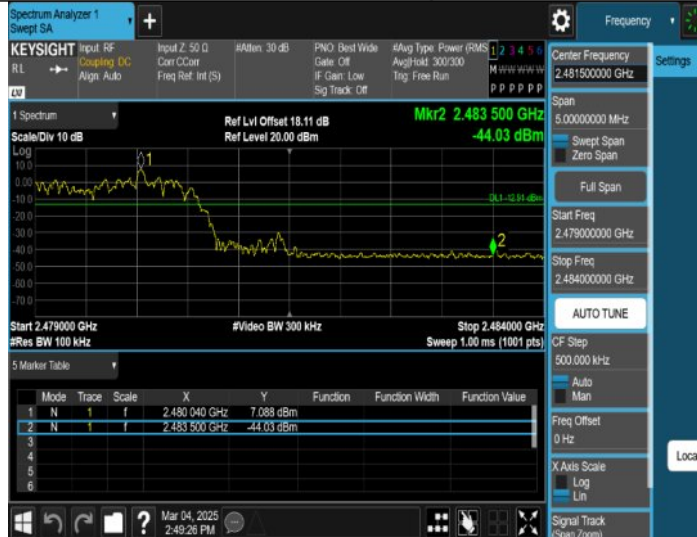 Spectrum Analyzer 1
Swept SA
+
Frequency
KEYSIGHT
RL
Input: RF
Coupling: DC
Align: Auto
Input Z: 50 Ω
Corr CCorr
Freq Ref: Int (S)
#Atten: 30 dB
PNO: Best Wide
Gate: Off
IF Gain: Low
Sig Track: Off
#Avg Type: Power (RMS
Avg|Hold: 300/300
Trig: Free Run
1 2 3 4 5 6
M W W W W W
P P P P P P
LXI
Center Frequency
2.481500000 GHz
Settings
Span
5.00000000 MHz
Swept Span
Zero Span
Full Span
Start Freq
2.479000000 GHz
Stop Freq
2.484000000 GHz
AUTO TUNE
CF Step
500.000 kHz
Auto
Man
Freq Offset
0 Hz
X Axis Scale
Log
Lin
Signal Track
(Span Zoom)
Loca
1 Spectrum
Scale/Div 10 dB
Ref Lvl Offset 18.11 dB
Ref Level 20.00 dBm
Mkr2 2.483 500 GHz
-44.03 dBm
Log
10.0
0.00
-10.0
-20.0
-30.0
-40.0
-50.0
-60.0
-70.0
1
DL1 -12.91 dBm
2
Start 2.479000 GHz
#Res BW 100 kHz
#Video BW 300 kHz
Stop 2.484000 GHz
Sweep 1.00 ms (1001 pts)
5 Marker Table
Mode Trace Scale X Y Function Function Width Function Value
1 N 1 f 2.480 040 GHz 7.088 dBm
2 N 1 f 2.483 500 GHz -44.03 dBm
3
4
5
6
?
Mar 04, 2025
2:49:26 PM